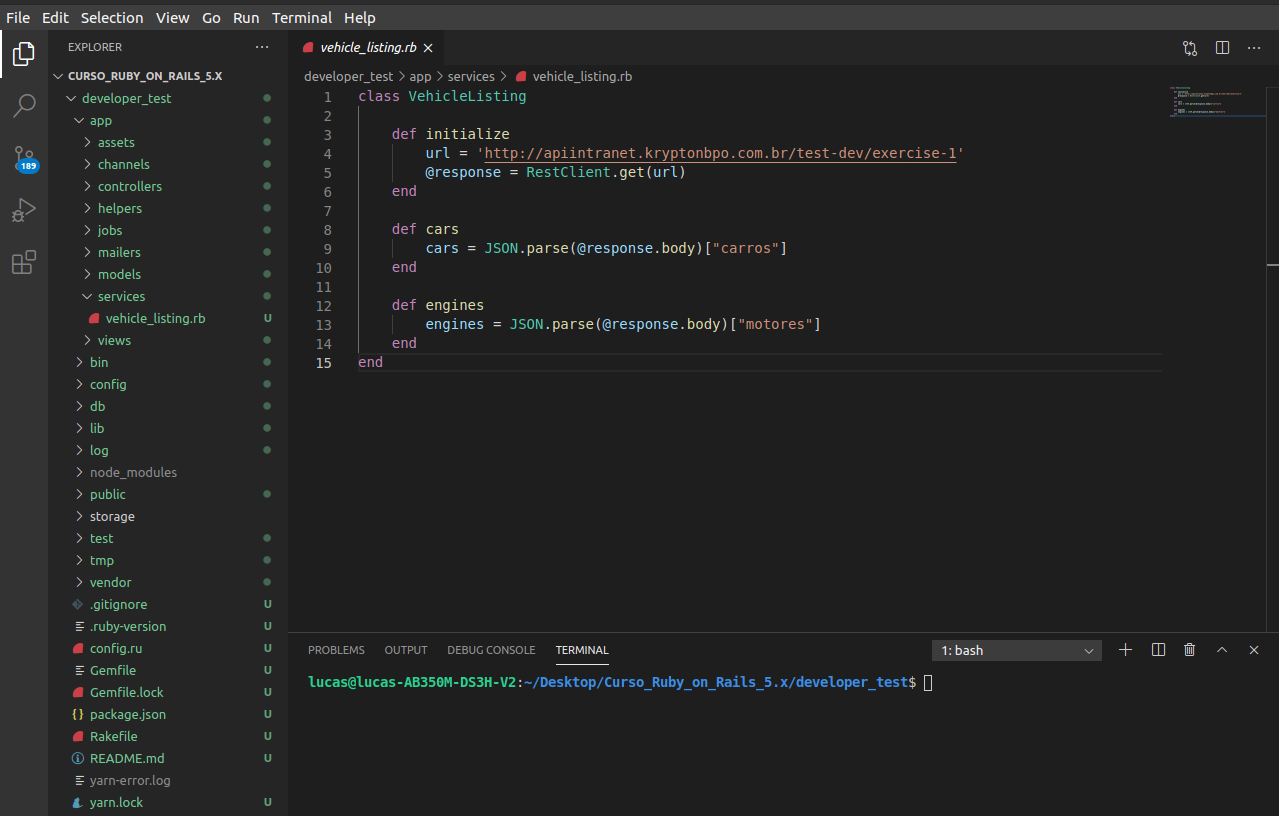 File Edit Selection View Go Run Terminal Help
EXPLORER
CURSO_RUBY_ON_RAILS_5.X
developer_test
app
assets
channels
controllers
helpers
jobs
mailers
models
services
vehicle_listing.rb U
views
bin
config
db
lib
log
node_modules
public
storage
test
tmp
vendor
.gitignore U
.ruby-version U
config.ru U
Gemfile U
Gemfile.lock U
{} package.json U
Rakefile U
README.md U
yarn-error.log
yarn.lock U
189
vehicle_listing.rb
developer_test > app > services > vehicle_listing.rb
1 class VehicleListing
2
3 def initialize
4 url = 'http://apiintranet.kryptonbpo.com.br/test-dev/exercise-1'
5 @response = RestClient.get(url)
6 end
7
8 def cars
9 cars = JSON.parse(@response.body)["carros"]
10 end
11
12 def engines
13 engines = JSON.parse(@response.body)["motores"]
14 end
15 end
PROBLEMS OUTPUT DEBUG CONSOLE TERMINAL
1: bash
lucas@lucas-AB350M-DS3H-V2:~/Desktop/Curso_Ruby_on_Rails_5.x/developer_test$